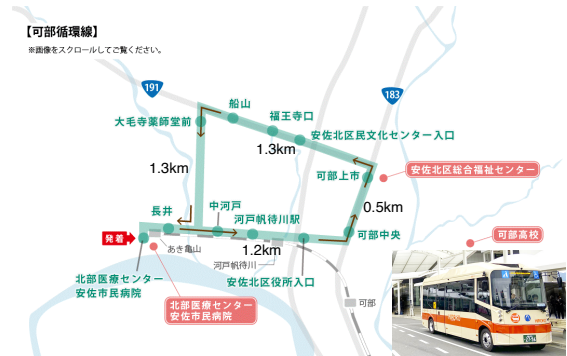 【可部循環線】
※画像をスクロールしてご覧ください。
191
183
船山
福王寺口
大毛寺薬師堂前
安佐北区民文化センター入口
1.3km
1.3km
安佐北区総合福祉センター
可部上市
0.5km
長井
中河戸
河戸帆待川駅
可部中央
可部高校
発着
あき亀山
1.2km
河戸帆待川
北部医療センター
安佐市民病院
安佐北区役所入口
北部医療センター
安佐市民病院
可部